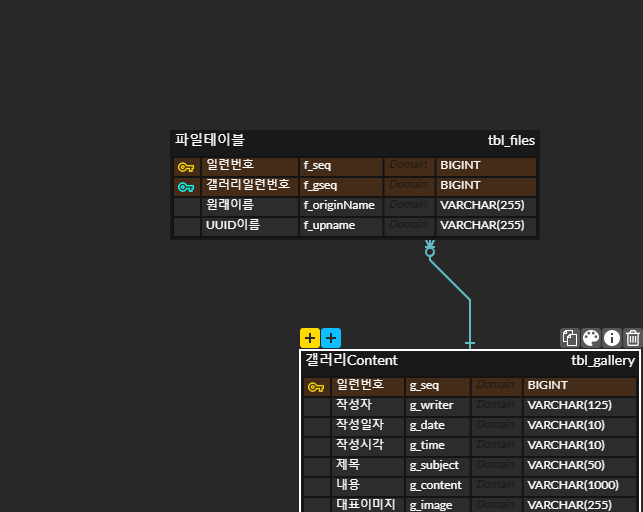 파일테이블 tbl_files
일련번호 f_seq Domain BIGINT
갤러리일련번호 f_gseq Domain BIGINT
원래이름 f_originName Domain VARCHAR(255)
UUID이름 f_upname Domain VARCHAR(255)
갤러리Content tbl_gallery
일련번호 g_seq Domain BIGINT
작성자 g_writer Domain VARCHAR(125)
작성일자 g_date Domain VARCHAR(10)
작성시각 g_time Domain VARCHAR(10)
제목 g_subject Domain VARCHAR(50)
내용 g_content Domain VARCHAR(1000)
대표이미지 g_image Domain VARCHAR(255)